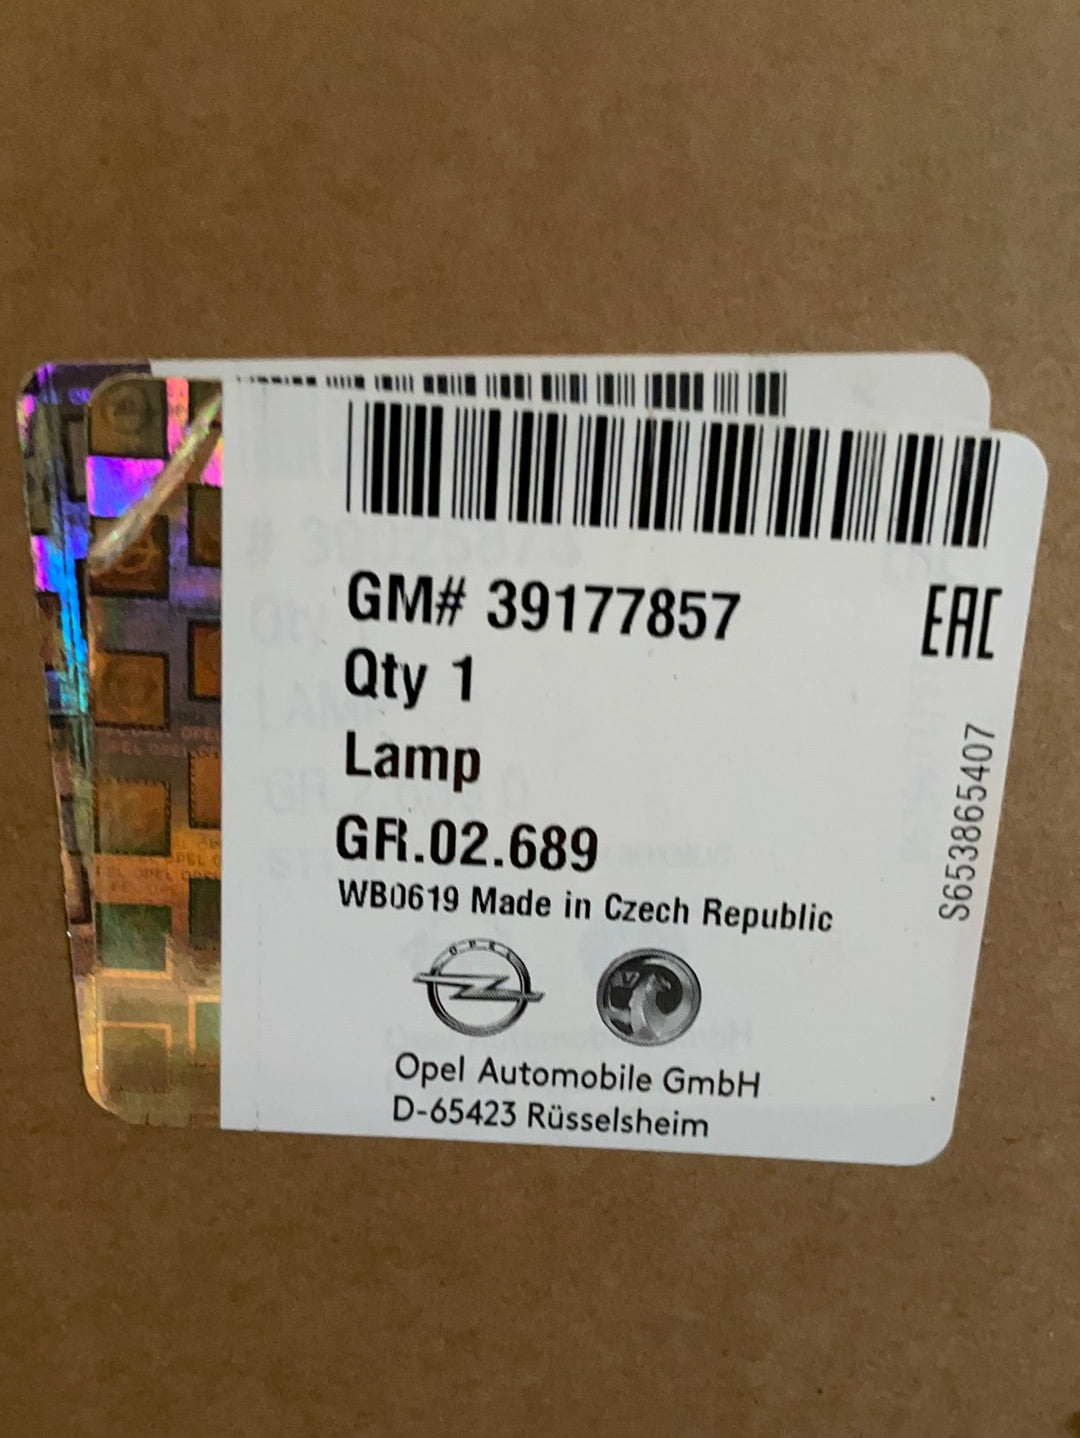 GM# 39177857
EAC
Qty 1
Lamp
GR.02.689
WB0619 Made in Czech Republic
S653865407
OPEL
Opel Automobile GmbH
D-65423 Rüsselsheim